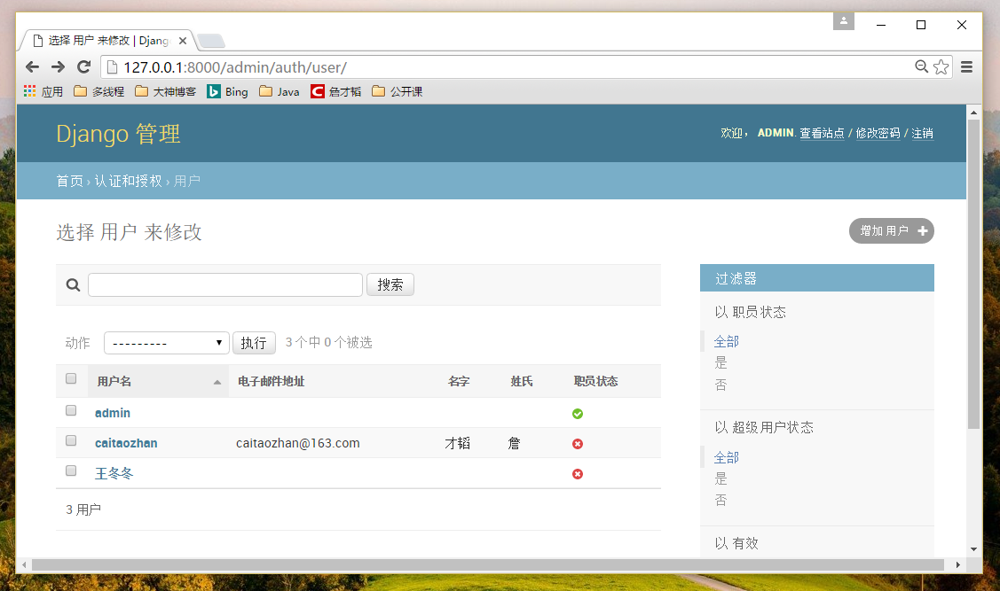 选择 用户 来修改 | Djang
127.0.0.1:8000/admin/auth/user/
应用 多线程 大神博客 Bing Java 詹才韬 公开课
Django 管理
欢迎， ADMIN. 查看站点 / 修改密码 / 注销
首页 › 认证和授权 › 用户
选择 用户 来修改
增加 用户
搜索
动作 --------- 执行 3 个中 0 个被选
用户名 电子邮件地址 名字 姓氏 职员状态
admin
caitaozhan caitaozhan@163.com 才韬 詹
王冬冬
3 用户
过滤器
以 职员状态
全部
是
否
以 超级用户状态
全部
是
否
以 有效